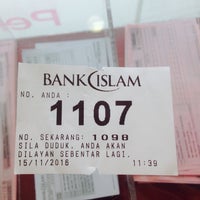 BANK ISLAM
NO. ANDA :
1107
NO. SEKARANG: 1098
SILA DUDUK, ANDA AKAN
DILAYAN SEBENTAR LAGI.
15/11/2016 11:39